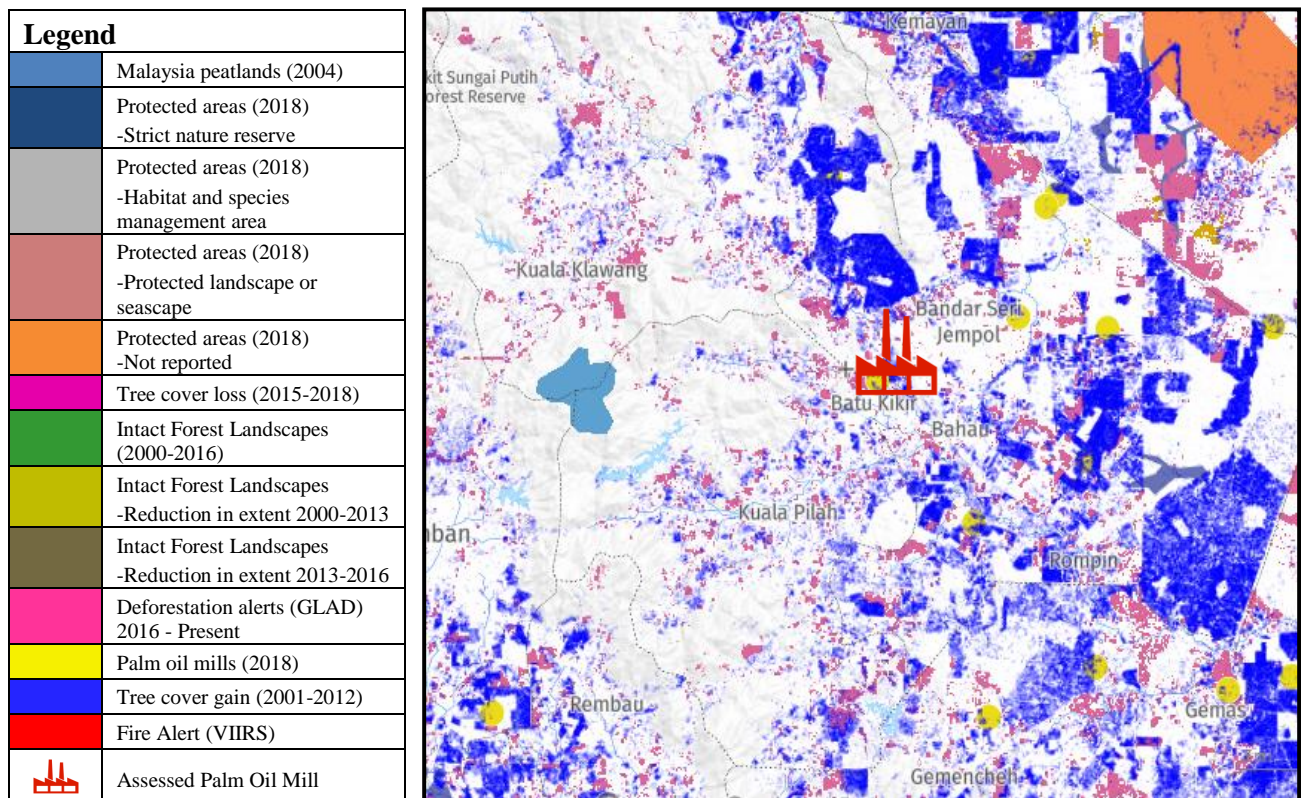 Legend
Malaysia peatlands (2004)
Protected areas (2018)
-Strict nature reserve
Protected areas (2018)
-Habitat and species
management area
Protected areas (2018)
-Protected landscape or
seascape
Protected areas (2018)
-Not reported
Tree cover loss (2015-2018)
Intact Forest Landscapes
(2000-2016)
Intact Forest Landscapes
-Reduction in extent 2000-2013
Intact Forest Landscapes
-Reduction in extent 2013-2016
Deforestation alerts (GLAD)
2016 - Present
Palm oil mills (2018)
Tree cover gain (2001-2012)
Fire Alert (VIIRS)
Assessed Palm Oil Mill
Kemayan
kit Sungai Putih
orest Reserve
Kuala Klawang
Bandar Seri
Jempol
Batu Kikir
Bahau
Kuala Pilah
nban
Rompin
Rembau
Gemas
Gemencheh